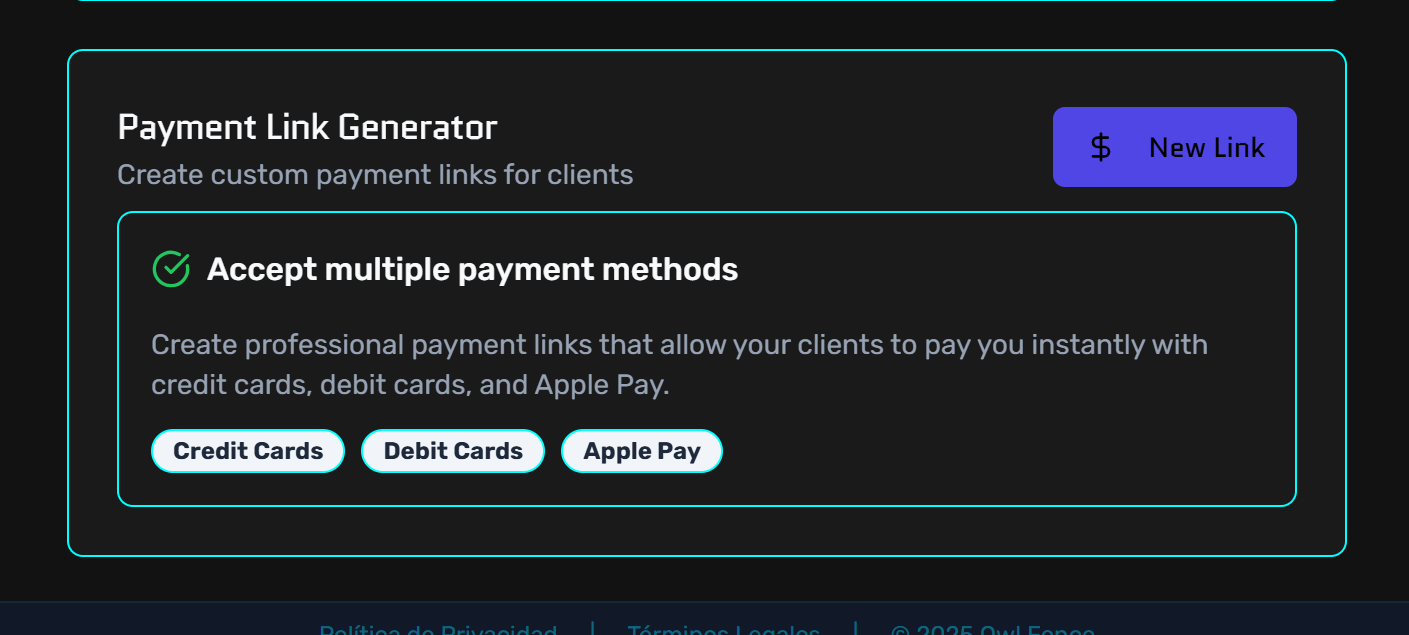 Payment Link Generator
$ New Link
Create custom payment links for clients
Accept multiple payment methods
Create professional payment links that allow your clients to pay you instantly with
credit cards, debit cards, and Apple Pay.
Credit Cards Debit Cards Apple Pay
Política de Privacidad | Términos Legales | © 2025 Owl Fence